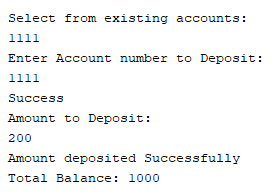 Select from existing accounts:
1111
Enter Account number to Deposit:
1111
Success
Amount to Deposit:
200
Amount deposited Successfully
Total Balance: 1000